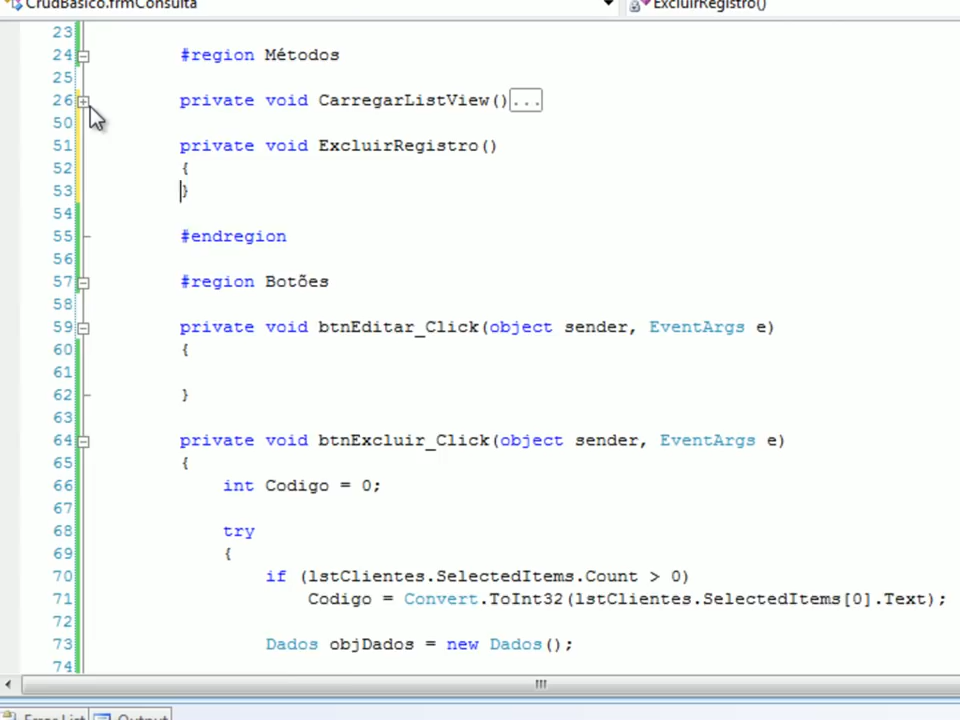 CrudBasico.frmConsulta ExcluirRegistro()
23
24 #region Métodos
25
26 private void CarregarListView()...
50
51 private void ExcluirRegistro()
52 {
53 }
54
55 #endregion
56
57 #region Botões
58
59 private void btnEditar_Click(object sender, EventArgs e)
60 {
61
62 }
63
64 private void btnExcluir_Click(object sender, EventArgs e)
65 {
66 int Codigo = 0;
67
68 try
69 {
70 if (lstClientes.SelectedItems.Count > 0)
71 Codigo = Convert.ToInt32(lstClientes.SelectedItems[0].Text);
72
73 Dados objDados = new Dados();
74
Error List Output